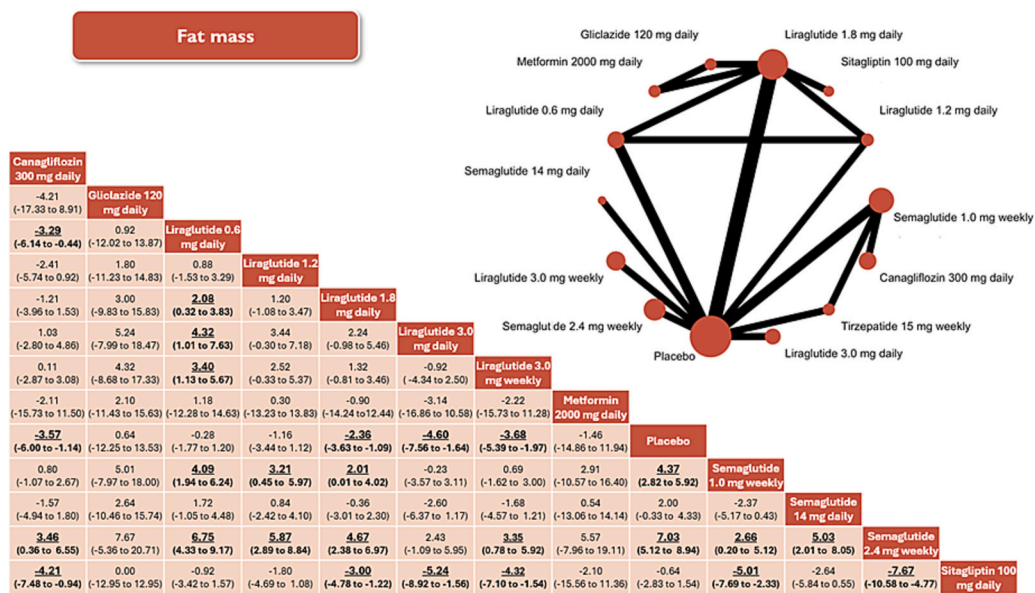 Fat mass
Gliclazide 120 mg daily
Liraglutide 1.8 mg daily
Metformin 2000 mg daily
Sitagliptin 100 mg daily
Liraglutide 0.6 mg daily
Liraglutide 1.2 mg daily
Semaglutide 14 mg daily
Semaglutide 1.0 mg weekly
Liraglutide 3.0 mg weekly
Canagliflozin 300 mg daily
Semaglut de 2.4 mg weekly
Tirzepatide 15 mg weekly
Placebo
Liraglutide 3.0 mg daily
Canagliflozin
300 mg daily
-4.21 Gliclazide 120
(-17.33 to 8.91) mg daily
-3.29 0.92 Liraglutide 0.6
(-6.14 to -0.44) (-12.02 to 13.87) mg daily
-2.41 1.80 0.88 Liraglutide 1.2
(-5.74 to 0.92) (-11.23 to 14.83) (-1.53 to 3.29) mg daily
-1.21 3.00 2.08 1.20 Liraglutide 1.8
(-3.96 to 1.53) (-9.83 to 15.83) (0.32 to 3.83) (-1.08 to 3.47) mg daily
1.03 5.24 4.32 3.44 2.24 Liraglutide 3.0
(-2.80 to 4.86) (-7.99 to 18.47) (1.01 to 7.63) (-0.30 to 7.18) (-0.98 to 5.46) mg daily
0.11 4.32 3.40 2.52 1.32 -0.92 Liraglutide 3.0
(-2.87 to 3.08) (-8.68 to 17.33) (1.13 to 5.67) (-0.33 to 5.37) (-0.81 to 3.46) (-4.34 to 2.50) mg weekly
-2.11 2.10 1.18 0.30 -0.90 -3.14 -2.22 Metformin
(-15.73 to 11.50) (-11.43 to 15.63) (-12.28 to 14.63) (-13.23 to 13.83) (-14.24 to12.44) (-16.86 to 10.58) (-15.73 to 11.28) 2000 mg daily
-3.57 0.64 -0.28 -1.16 -2.36 -4.60 -3.68 -1.46 Placebo
(-6.00 to -1.14) (-12.25 to 13.53) (-1.77 to 1.20) (-3.44 to 1.12) (-3.63 to -1.09) (-7.56 to -1.64) (-5.39 to -1.97) (-14.86 to 11.94)
0.80 5.01 4.09 3.21 2.01 -0.23 0.69 2.91 4.37 Semaglutide
(-1.07 to 2.67) (-7.97 to 18.00) (1.94 to 6.24) (0.45 to 5.97) (0.01 to 4.02) (-3.57 to 3.11) (-1.62 to 3.00) (-10.57 to 16.40) (2.82 to 5.92) 1.0 mg weekly
-1.57 2.64 1.72 0.84 -0.36 -2.60 -1.68 0.54 2.00 -2.37 Semaglutide
(-4.94 to 1.80) (-10.46 to 15.74) (-1.05 to 4.48) (-2.42 to 4.10) (-3.01 to 2.30) (-6.37 to 1.17) (-4.57 to 1.21) (-13.06 to 14.14) (-0.33 to 4.33) (-5.17 to 0.43) 14 mg daily
3.46 7.67 6.75 5.87 4.67 2.43 3.35 5.57 7.03 2.66 5.03 Semaglutide
(0.36 to 6.55) (-5.36 to 20.71) (4.33 to 9.17) (2.89 to 8.84) (2.38 to 6.97) (-1.09 to 5.95) (0.78 to 5.92) (-7.96 to 19.11) (5.12 to 8.94) (0.20 to 5.12) (2.01 to 8.05) 2.4 mg weekly
-4.21 0.00 -0.92 -1.80 -3.00 -5.24 -4.32 -2.10 -0.64 -5.01 -2.64 -7.67 Sitagliptin 100
(-7.48 to -0.94) (-12.95 to 12.95) (-3.42 to 1.57) (-4.69 to 1.08) (-4.78 to -1.22) (-8.92 to -1.56) (-7.10 to -1.54) (-15.56 to 11.36) (-2.83 to 1.54) (-7.69 to -2.33) (-5.84 to 0.55) (-10.58 to -4.77) mg daily